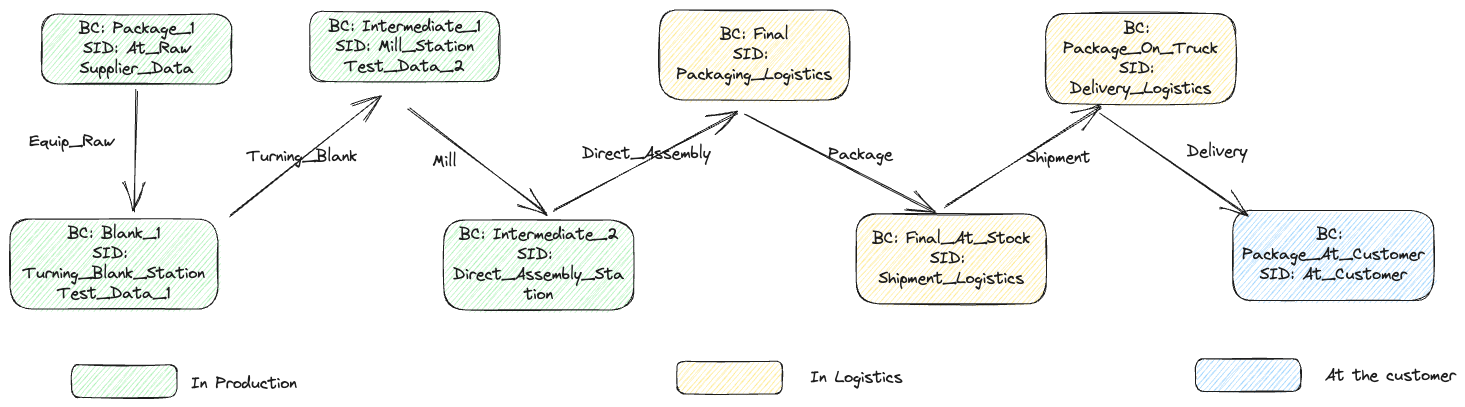 BC: Package_1
SID: At_Raw
Supplier_Data
BC: Intermediate_1
SID: Mill_Station
Test_Data_2
BC: Final
SID:
Packaging_Logistics
BC:
Package_On_Truck
SID:
Delivery_Logistics
Equip_Raw
Turning_Blank
Mill
Direct_Assembly
Package
Shipment
Delivery
BC: Blank_1
SID:
Turning_Blank_Station
Test_Data_1
BC: Intermediate_2
SID:
Direct_Assembly_Sta
tion
BC: Final_At_Stock
SID:
Shipment_Logistics
BC:
Package_At_Customer
SID: At_Customer
In Production
In Logistics
At the customer